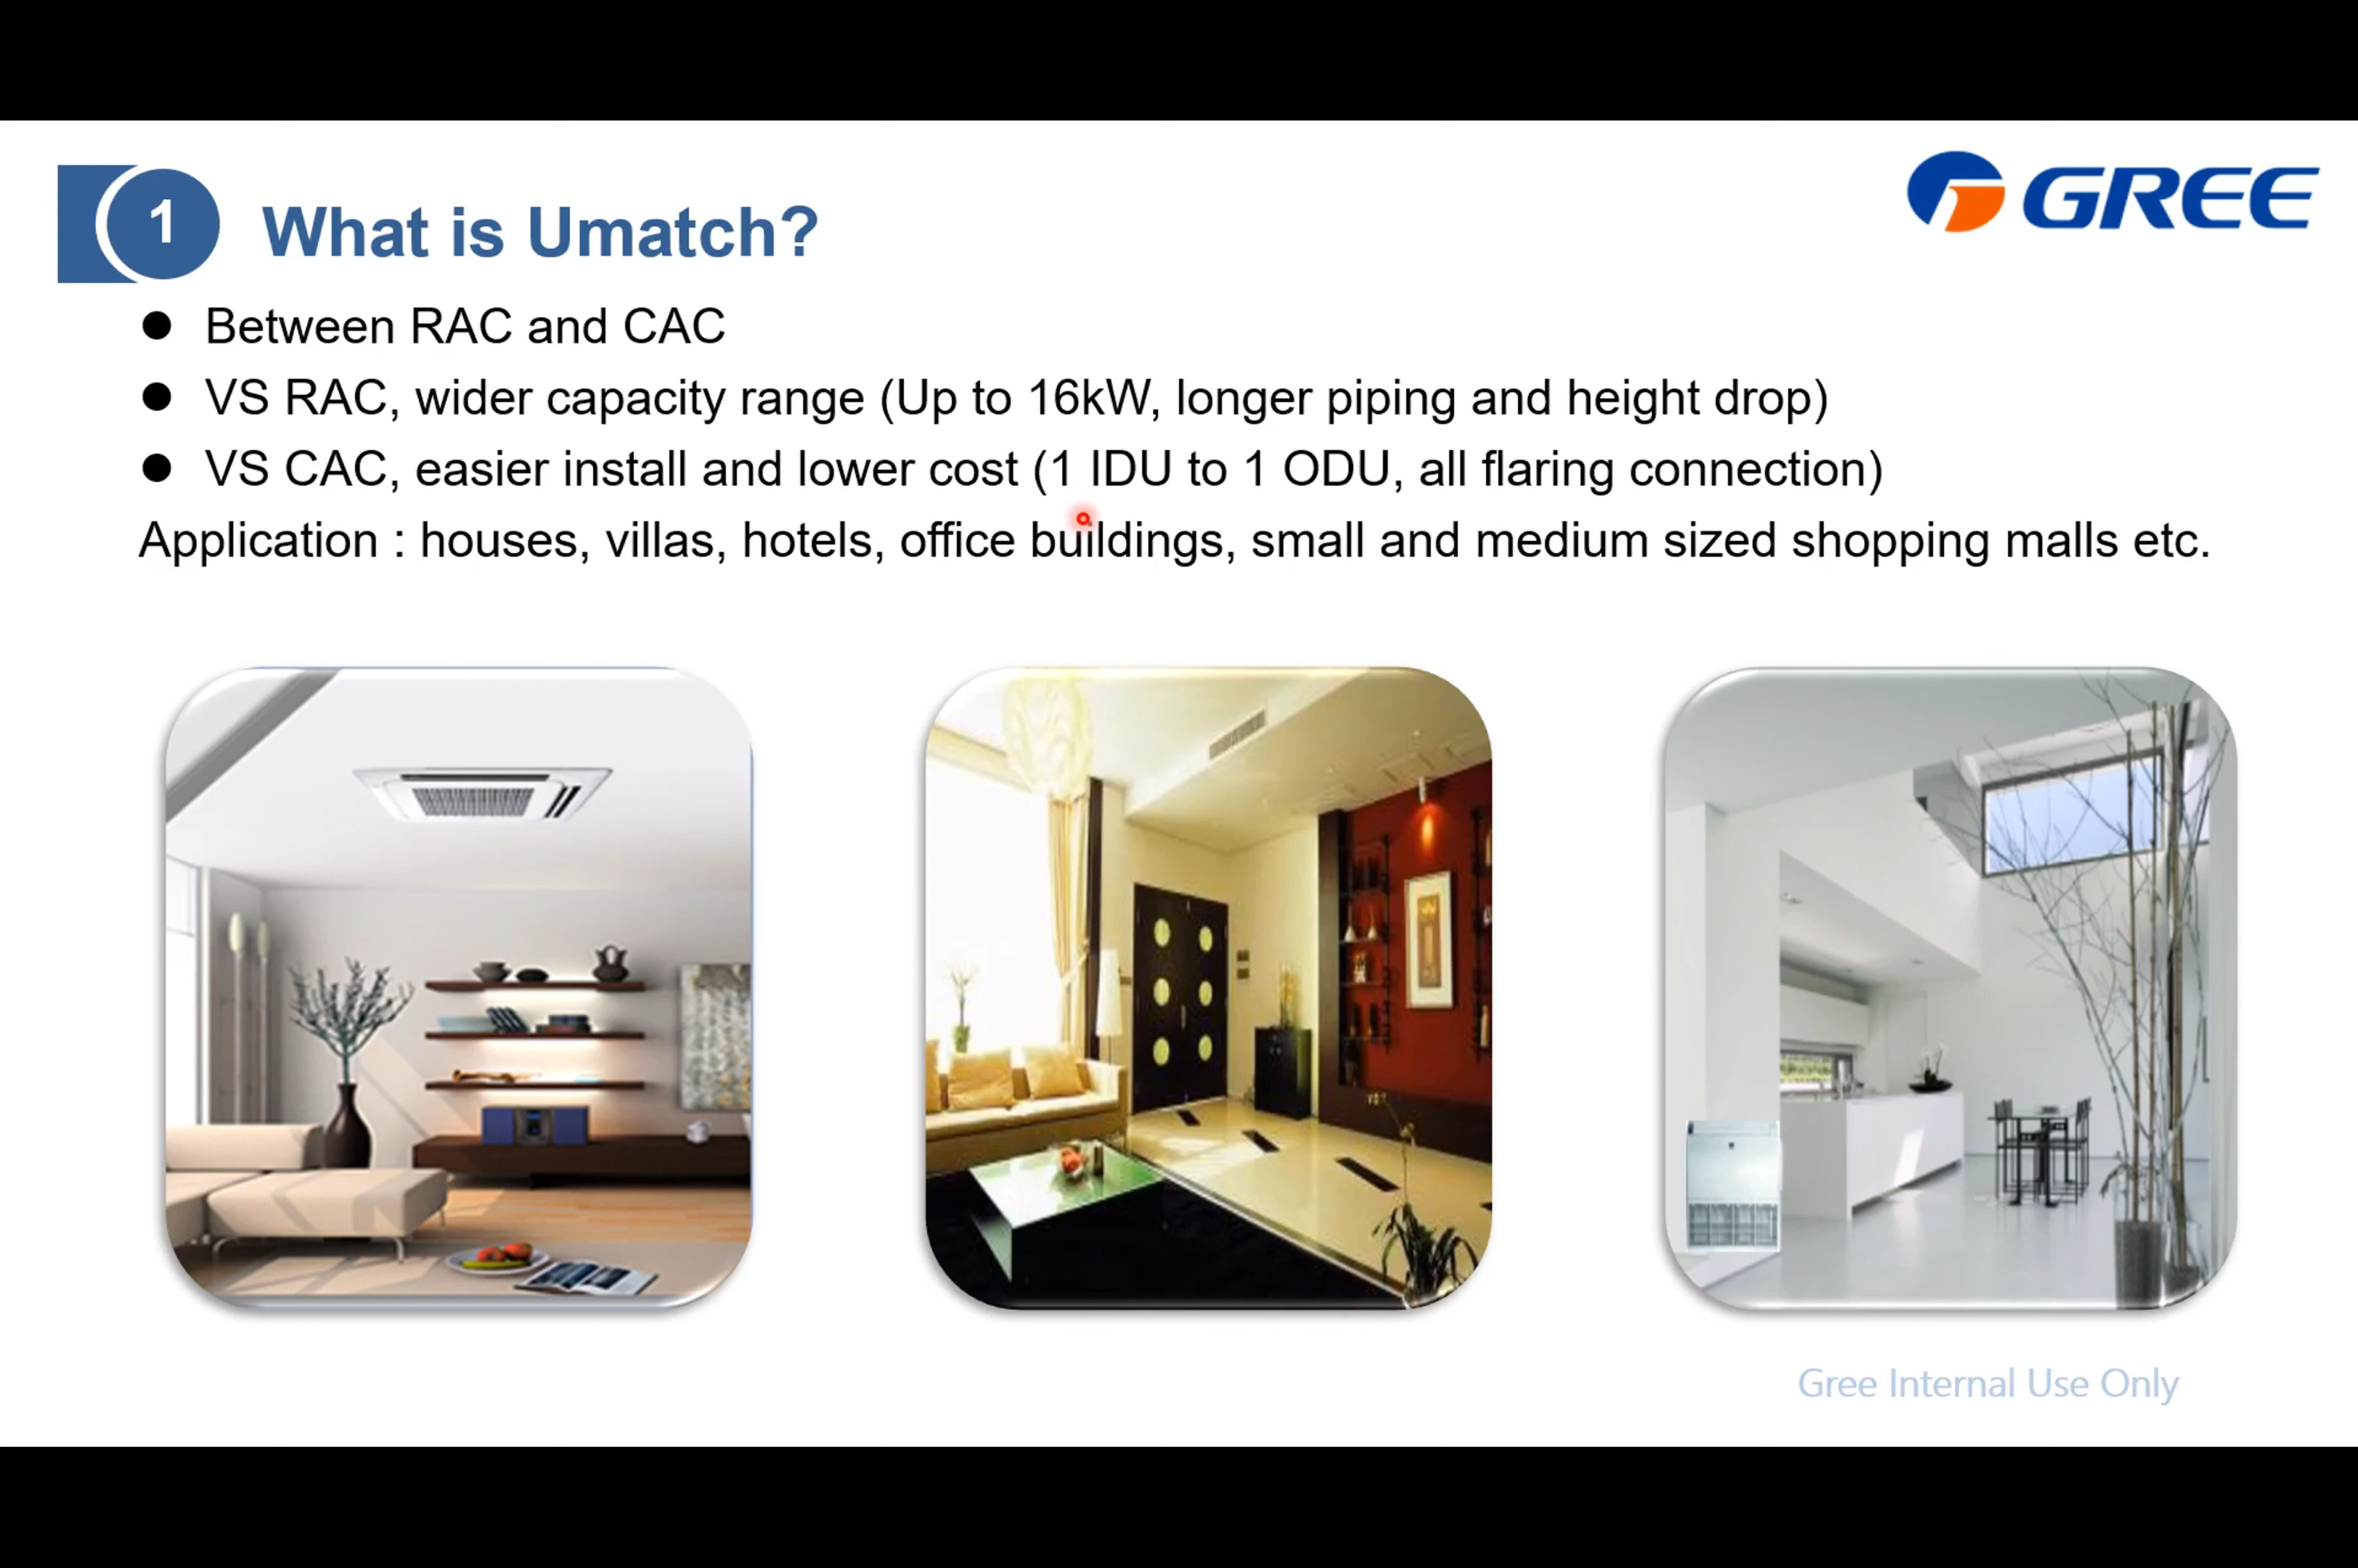 1 What is Umatch?
GREE
● Between RAC and CAC
● VS RAC, wider capacity range (Up to 16kW, longer piping and height drop)
● VS CAC, easier install and lower cost (1 IDU to 1 ODU, all flaring connection)
Application : houses, villas, hotels, office buildings, small and medium sized shopping malls etc.
Gree Internal Use Only